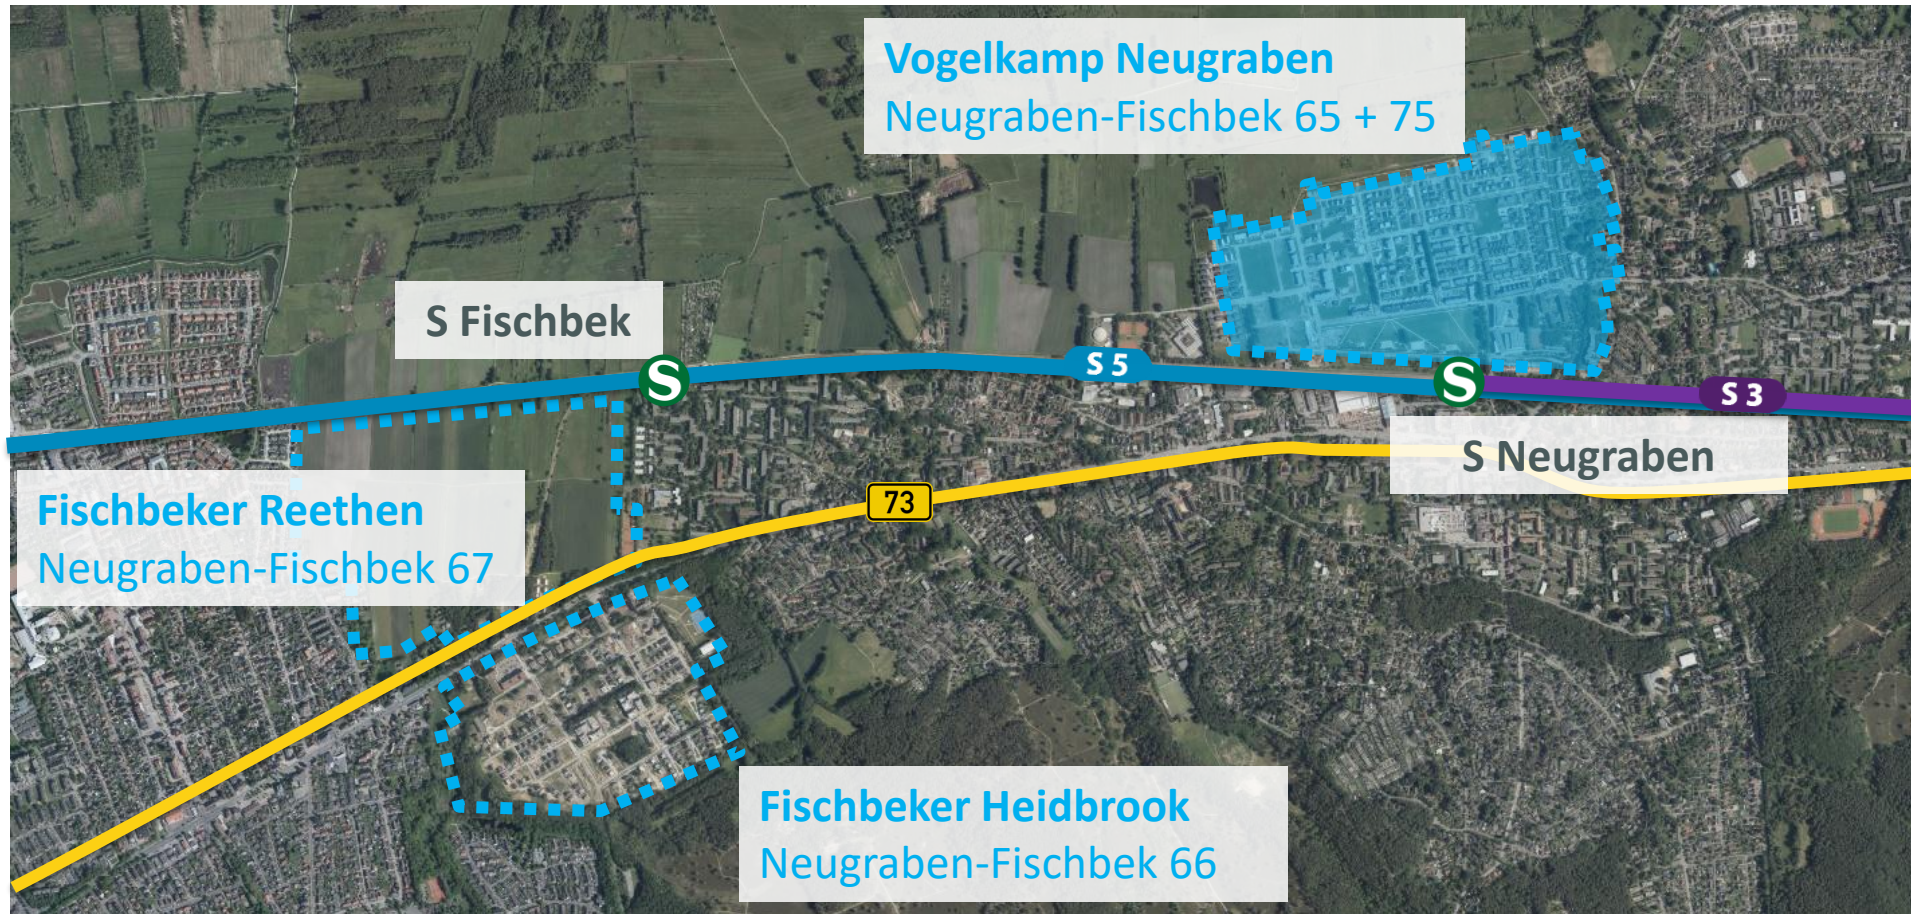 Vogelkamp Neugraben
Neugraben-Fischbek 65 + 75
S Fischbek
S
S 5
S
S 3
S Neugraben
Fischbeker Reethen
Neugraben-Fischbek 67
73
Fischbeker Heidbrook
Neugraben-Fischbek 66